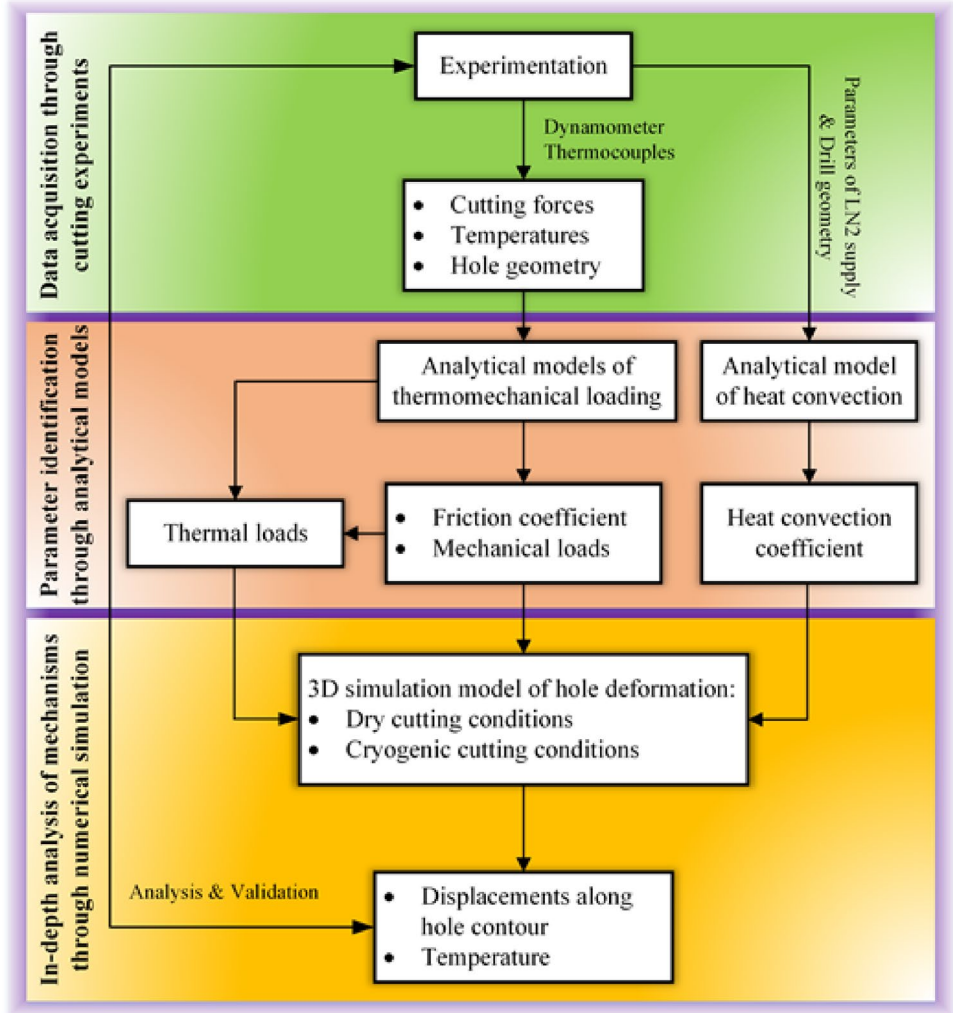 Data acquisition through
cutting experiments
Experimentation
Dynamometer
Thermocouples
Parameters of LN2 supply
& Drill geometry
• Cutting forces
• Temperatures
• Hole geometry
Parameter identification
through analytical models
Analytical models of
thermomechanical loading
Analytical model
of heat convection
Thermal loads
• Friction coefficient
• Mechanical loads
Heat convection
coefficient
In-depth analysis of mechanisms
through numerical simulation
3D simulation model of hole deformation:
• Dry cutting conditions
• Cryogenic cutting conditions
Analysis & Validation
• Displacements along
hole contour
• Temperature